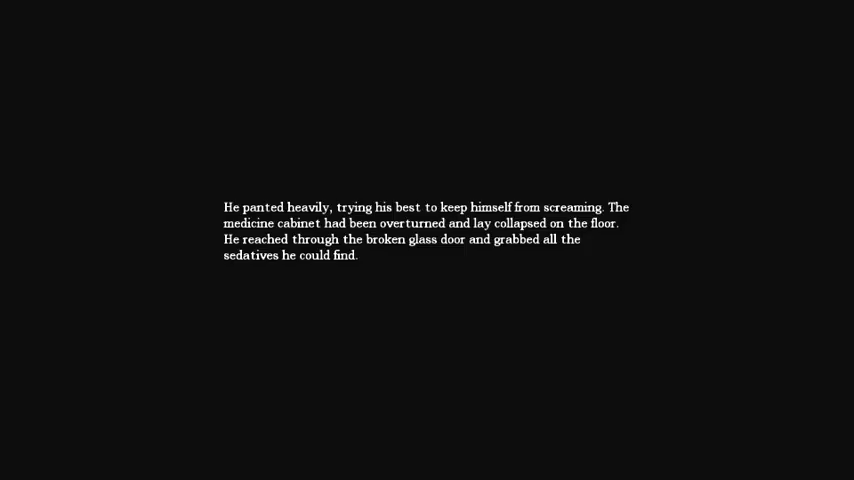 He panted heavily, trying his best to keep himself from screaming. The
medicine cabinet had been overturned and lay collapsed on the floor.
He reached through the broken glass door and grabbed all the
sedatives he could find.